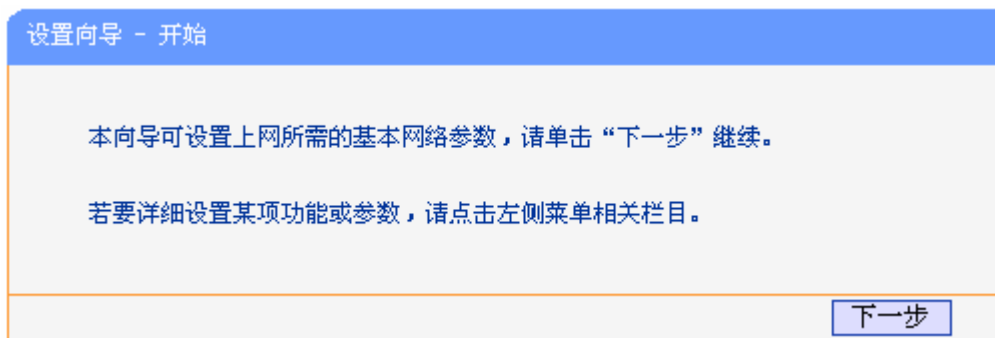 设置向导 - 开始
本向导可设置上网所需的基本网络参数，请单击“下一步”继续。
若要详细设置某项功能或参数，请点击左侧菜单相关栏目。
下一步